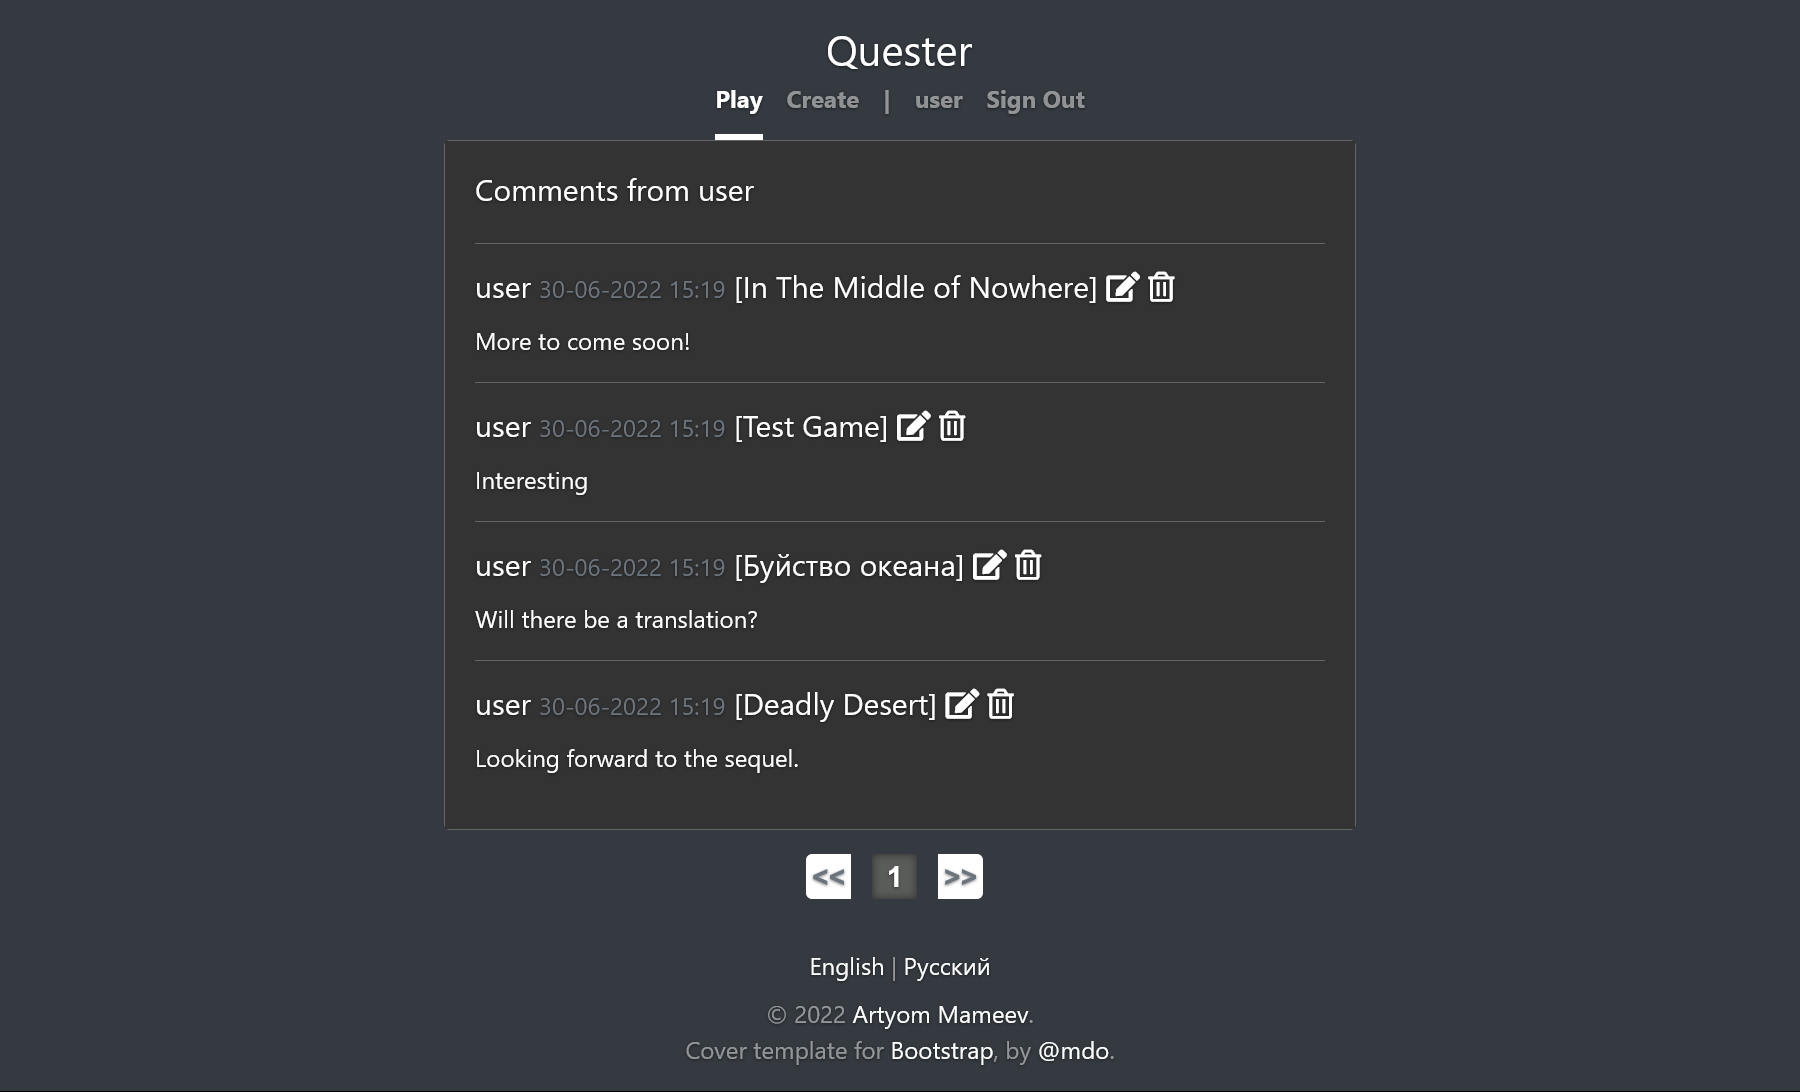 Quester
Play Create | user Sign Out
Comments from user
user 30-06-2022 15:19 [In The Middle of Nowhere]
More to come soon!
user 30-06-2022 15:19 [Test Game]
Interesting
user 30-06-2022 15:19 [Буйство океана]
Will there be a translation?
user 30-06-2022 15:19 [Deadly Desert]
Looking forward to the sequel.
<< 1 >>
English | Русский
© 2022 Artyom Mameev.
Cover template for Bootstrap, by @mdo.